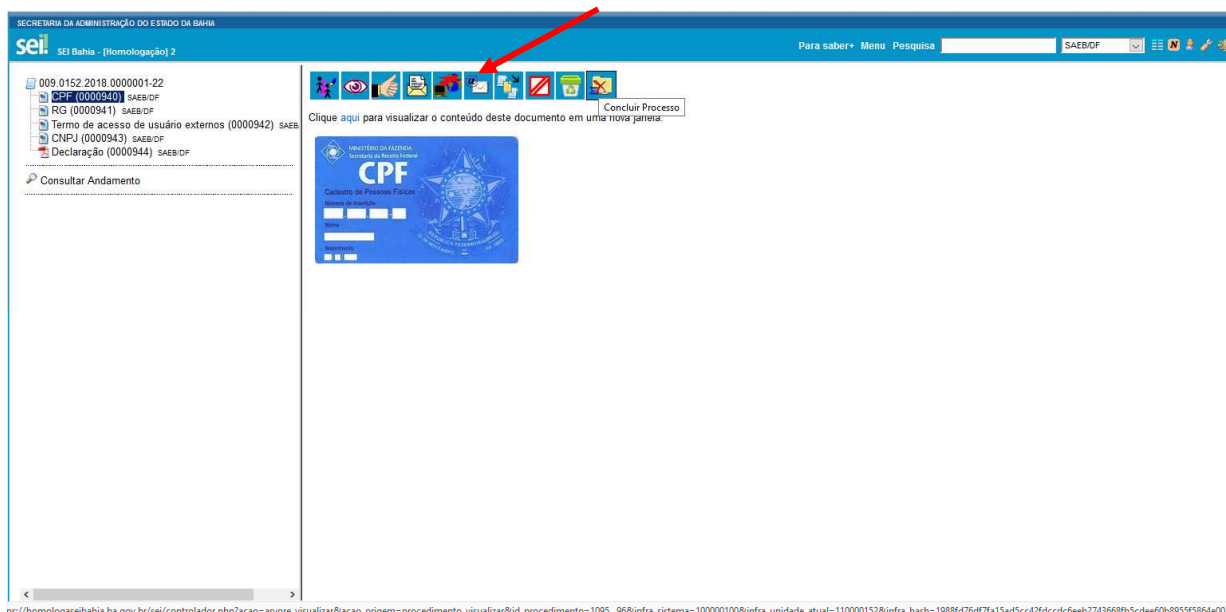 SECRETARIA DA ADMINISTRAÇÃO DO ESTADO DA BAHIA
sei! SEI Bahia - [Homologação] 2
Para saber+ Menu Pesquisa SAEB/DF
009.0152.2018.0000001-22
CPF (0000940) SAEB/DF
RG (0000941) SAEB/DF
Termo de acesso de usuário externos (0000942) SAEB
CNPJ (0000943) SAEB/DF
Declaração (0000944) SAEB/DF
Consultar Andamento
Concluir Processo
Clique aqui para visualizar o conteúdo deste documento em uma nova janela.
MINISTÉRIO DA FAZENDA
Secretaria da Receita Federal
CPF
Cadastro de Pessoas Físicas
Número de Inscrição
Nome
Nascimento